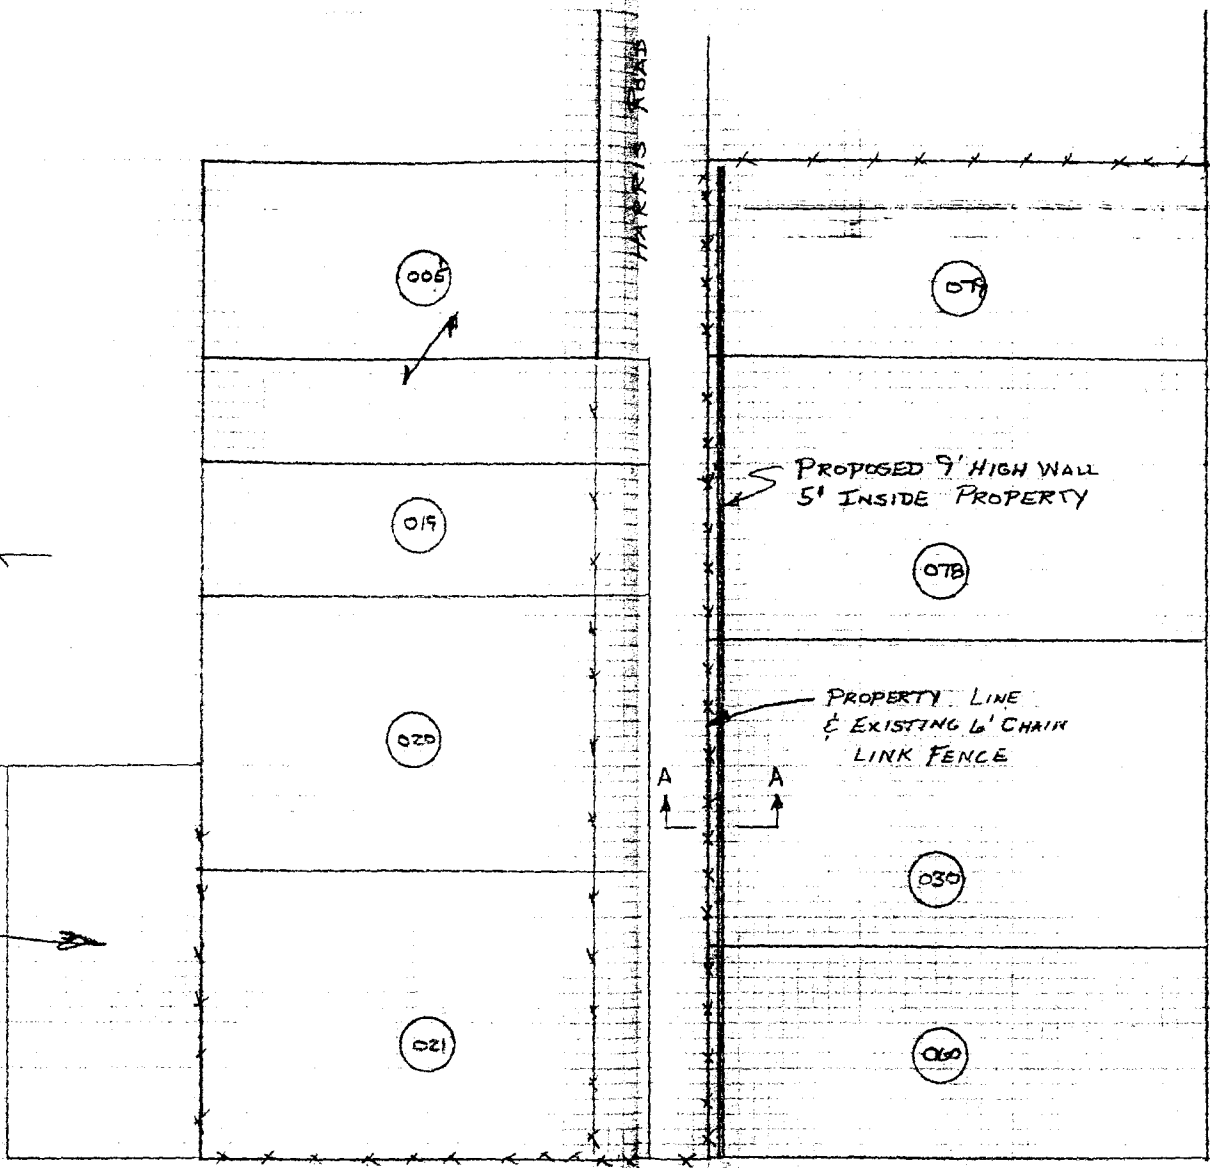 HARRIS ROAD
005
079
PROPOSED 9' HIGH WALL
5' INSIDE PROPERTY
019
078
PROPERTY LINE
& EXISTING 6' CHAIN
LINK FENCE
020
A A
030
021
060